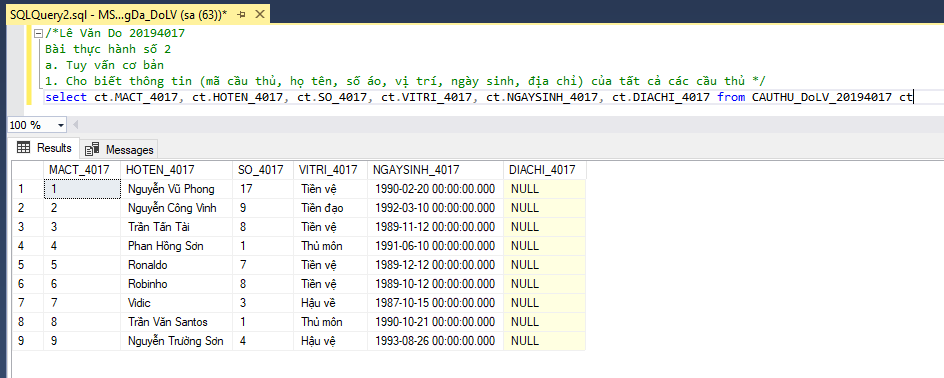 SQLQuery2.sql - MS...gDa_DoLV (sa (63))*
/*Lê Văn Do 20194017
Bài thực hành số 2
a. Tuy vấn cơ bản
1. Cho biết thông tin (mã cầu thủ, họ tên, số áo, vị trí, ngày sinh, địa chỉ) của tất cả các cầu thủ */
select ct.MACT_4017, ct.HOTEN_4017, ct.SO_4017, ct.VITRI_4017, ct.NGAYSINH_4017, ct.DIACHI_4017 from CAUTHU_DoLV_20194017 ct
100 %
Results Messages
MACT_4017 HOTEN_4017 SO_4017 VITRI_4017 NGAYSINH_4017 DIACHI_4017
1 1 Nguyễn Vũ Phong 17 Tiền vệ 1990-02-20 00:00:00.000 NULL
2 2 Nguyễn Công Vinh 9 Tiền đạo 1992-03-10 00:00:00.000 NULL
3 3 Trần Tấn Tài 8 Tiền vệ 1989-11-12 00:00:00.000 NULL
4 4 Phan Hồng Sơn 1 Thủ môn 1991-06-10 00:00:00.000 NULL
5 5 Ronaldo 7 Tiền vệ 1989-12-12 00:00:00.000 NULL
6 6 Robinho 8 Tiền vệ 1989-10-12 00:00:00.000 NULL
7 7 Vidic 3 Hậu vệ 1987-10-15 00:00:00.000 NULL
8 8 Trần Văn Santos 1 Thủ môn 1990-10-21 00:00:00.000 NULL
9 9 Nguyễn Trường Sơn 4 Hậu vệ 1993-08-26 00:00:00.000 NULL